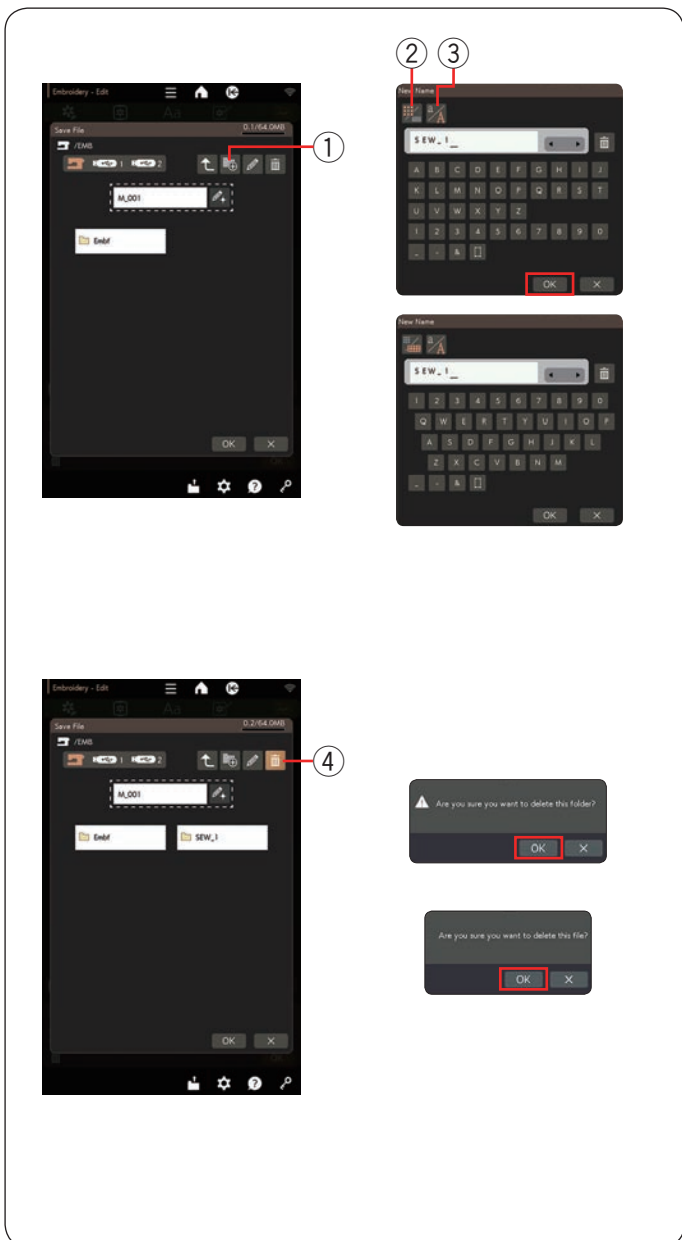 ② ③
Embroidery - Edit
Save File 0.1/64.0MB
/EMB
1 2
M_001
Embf
OK ×
①
New Name
SEW_1_
A B C D E F G H I J
K L M N O P Q R S T
U V W X Y Z
1 2 3 4 5 6 7 8 9 0
_ - &
OK ×
New Name
SEW_1_
1 2 3 4 5 6 7 8 9 0
Q W E R T Y U I O P
A S D F G H J K L
Z X C V B N M
_ - &
OK ×
Embroidery - Edit
Save File 0.2/64.0MB
/EMB
1 2
M_001
Embf SEW_1
OK ×
④
Are you sure you want to delete this folder?
OK ×
Are you sure you want to delete this file?
OK ×